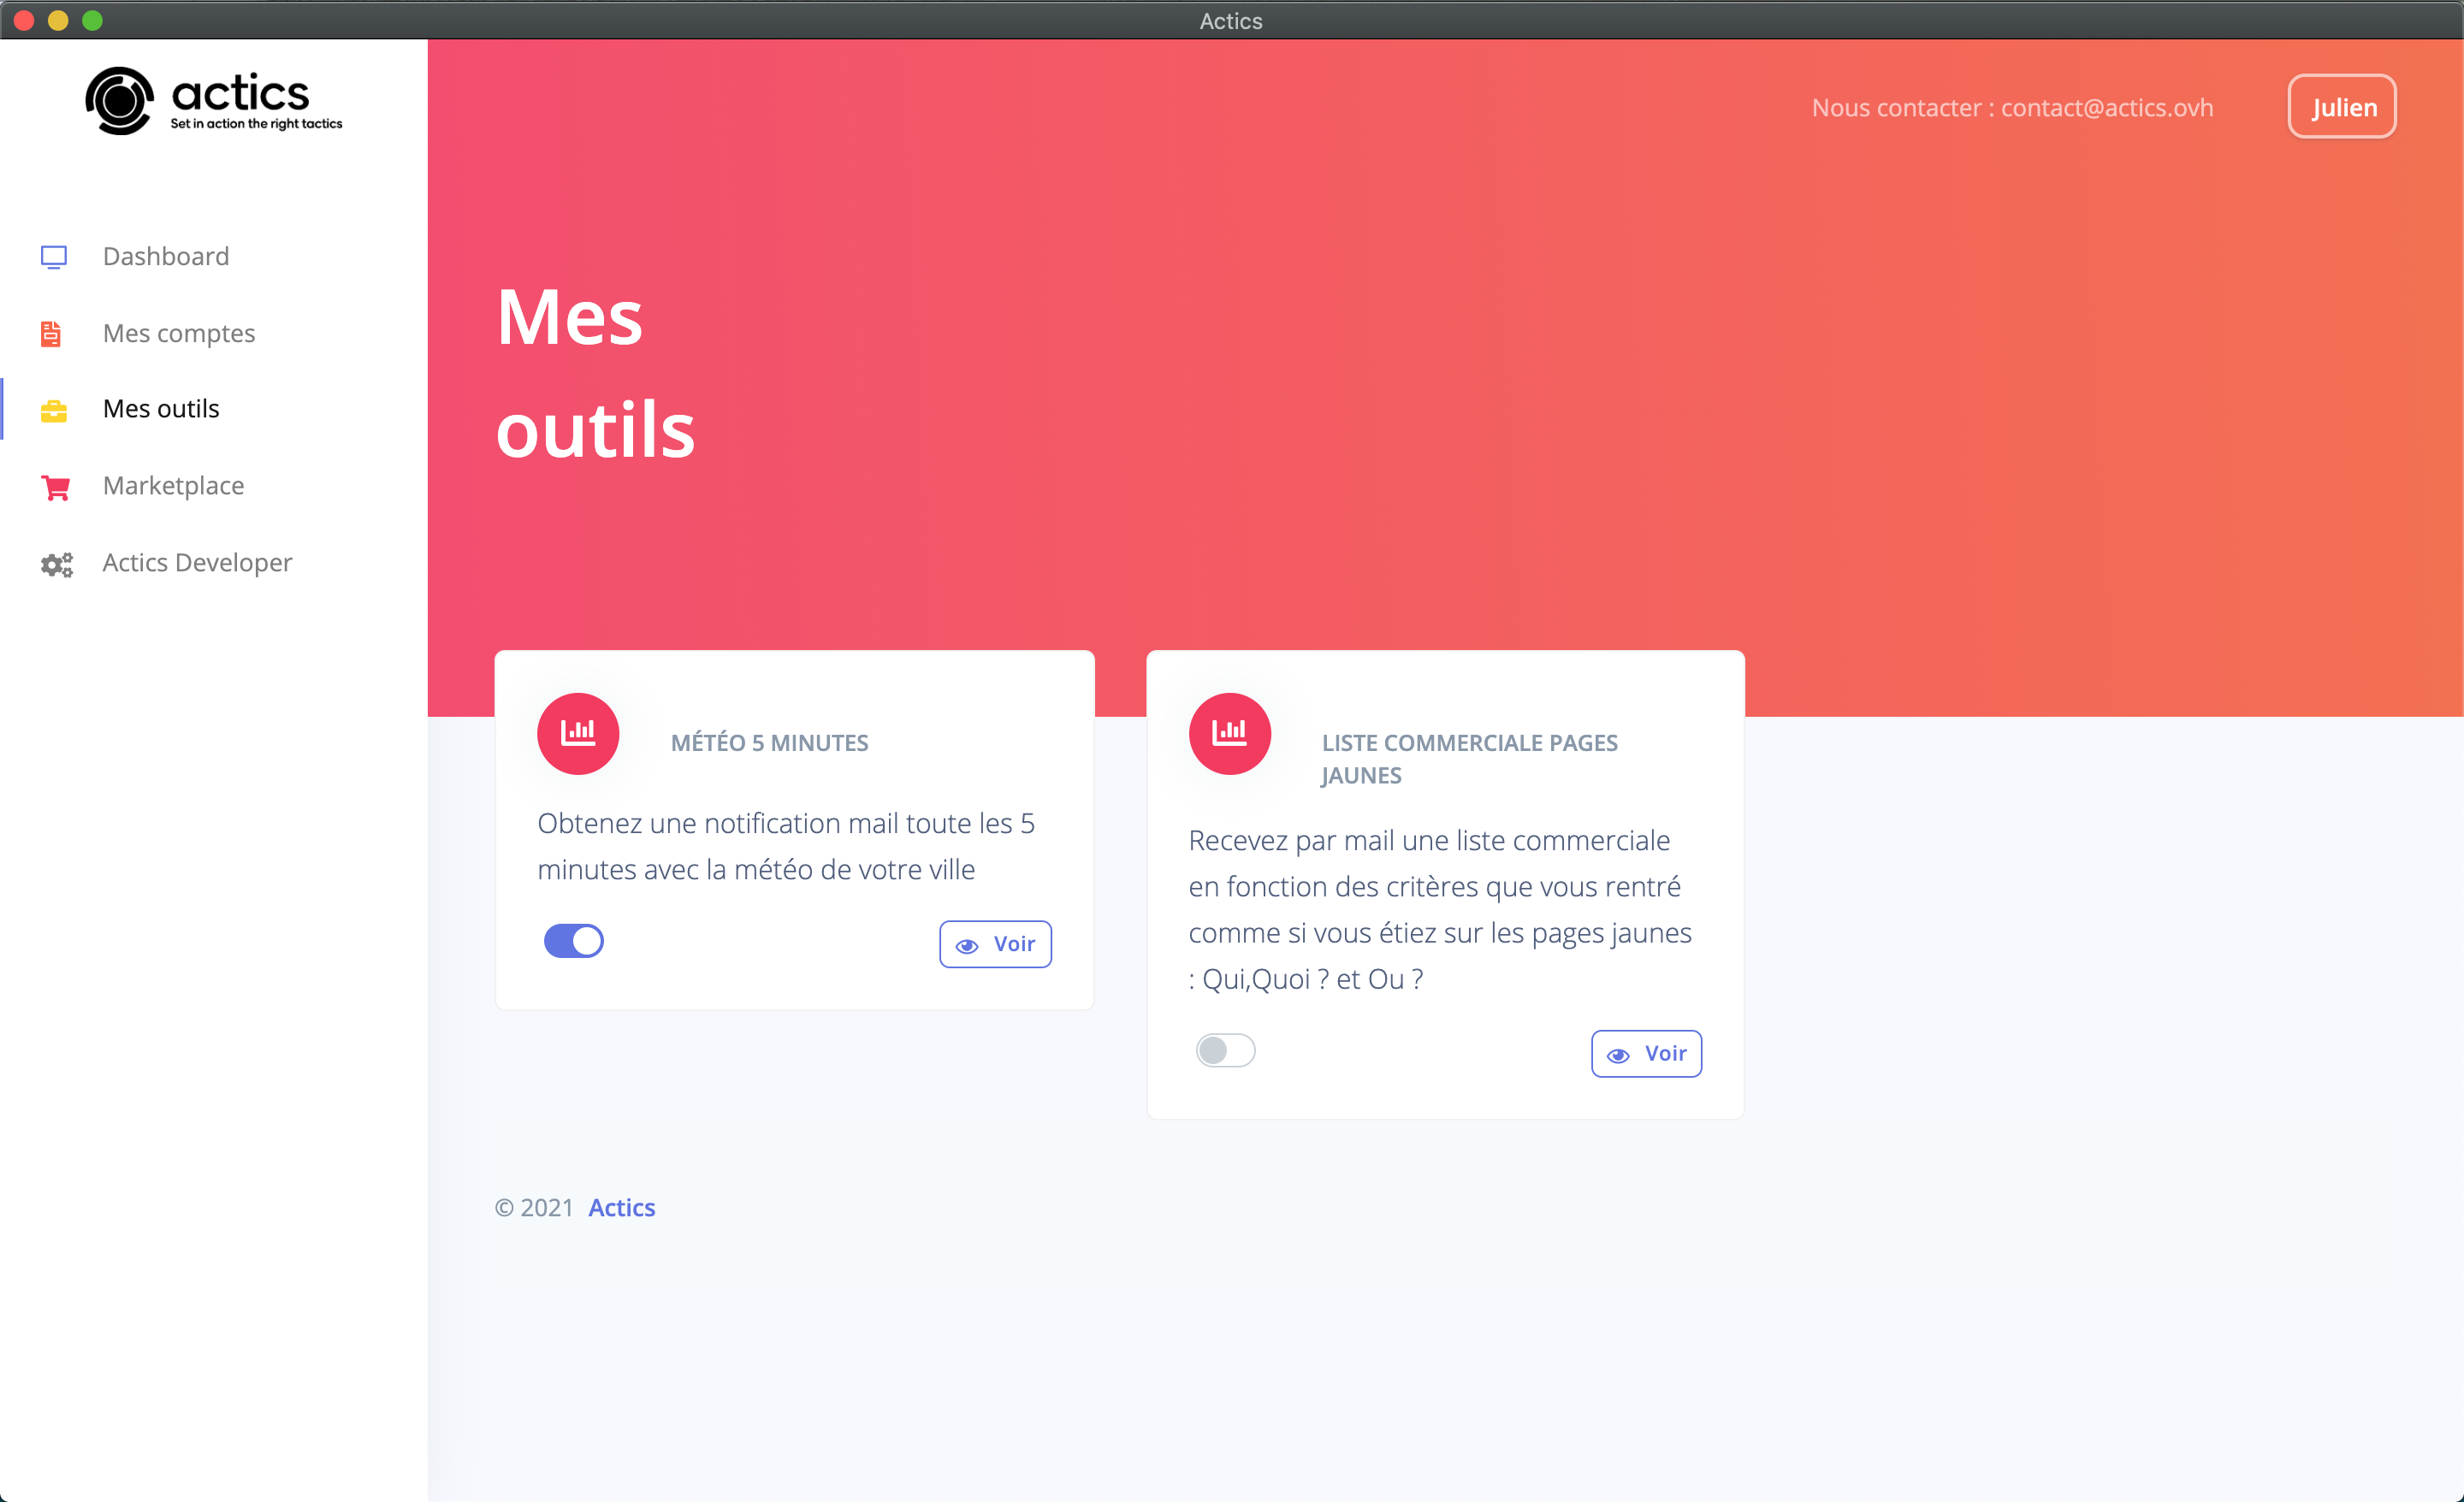 Actics
actics
Set in action the right tactics
Nous contacter : contact@actics.ovh
Julien
Dashboard
Mes comptes
Mes outils
Marketplace
Actics Developer
Mes
outils
MÉTÉO 5 MINUTES
Obtenez une notification mail toute les 5
minutes avec la météo de votre ville
Voir
LISTE COMMERCIALE PAGES
JAUNES
Recevez par mail une liste commerciale
en fonction des critères que vous rentré
comme si vous étiez sur les pages jaunes
: Qui,Quoi ? et Ou ?
Voir
© 2021 Actics